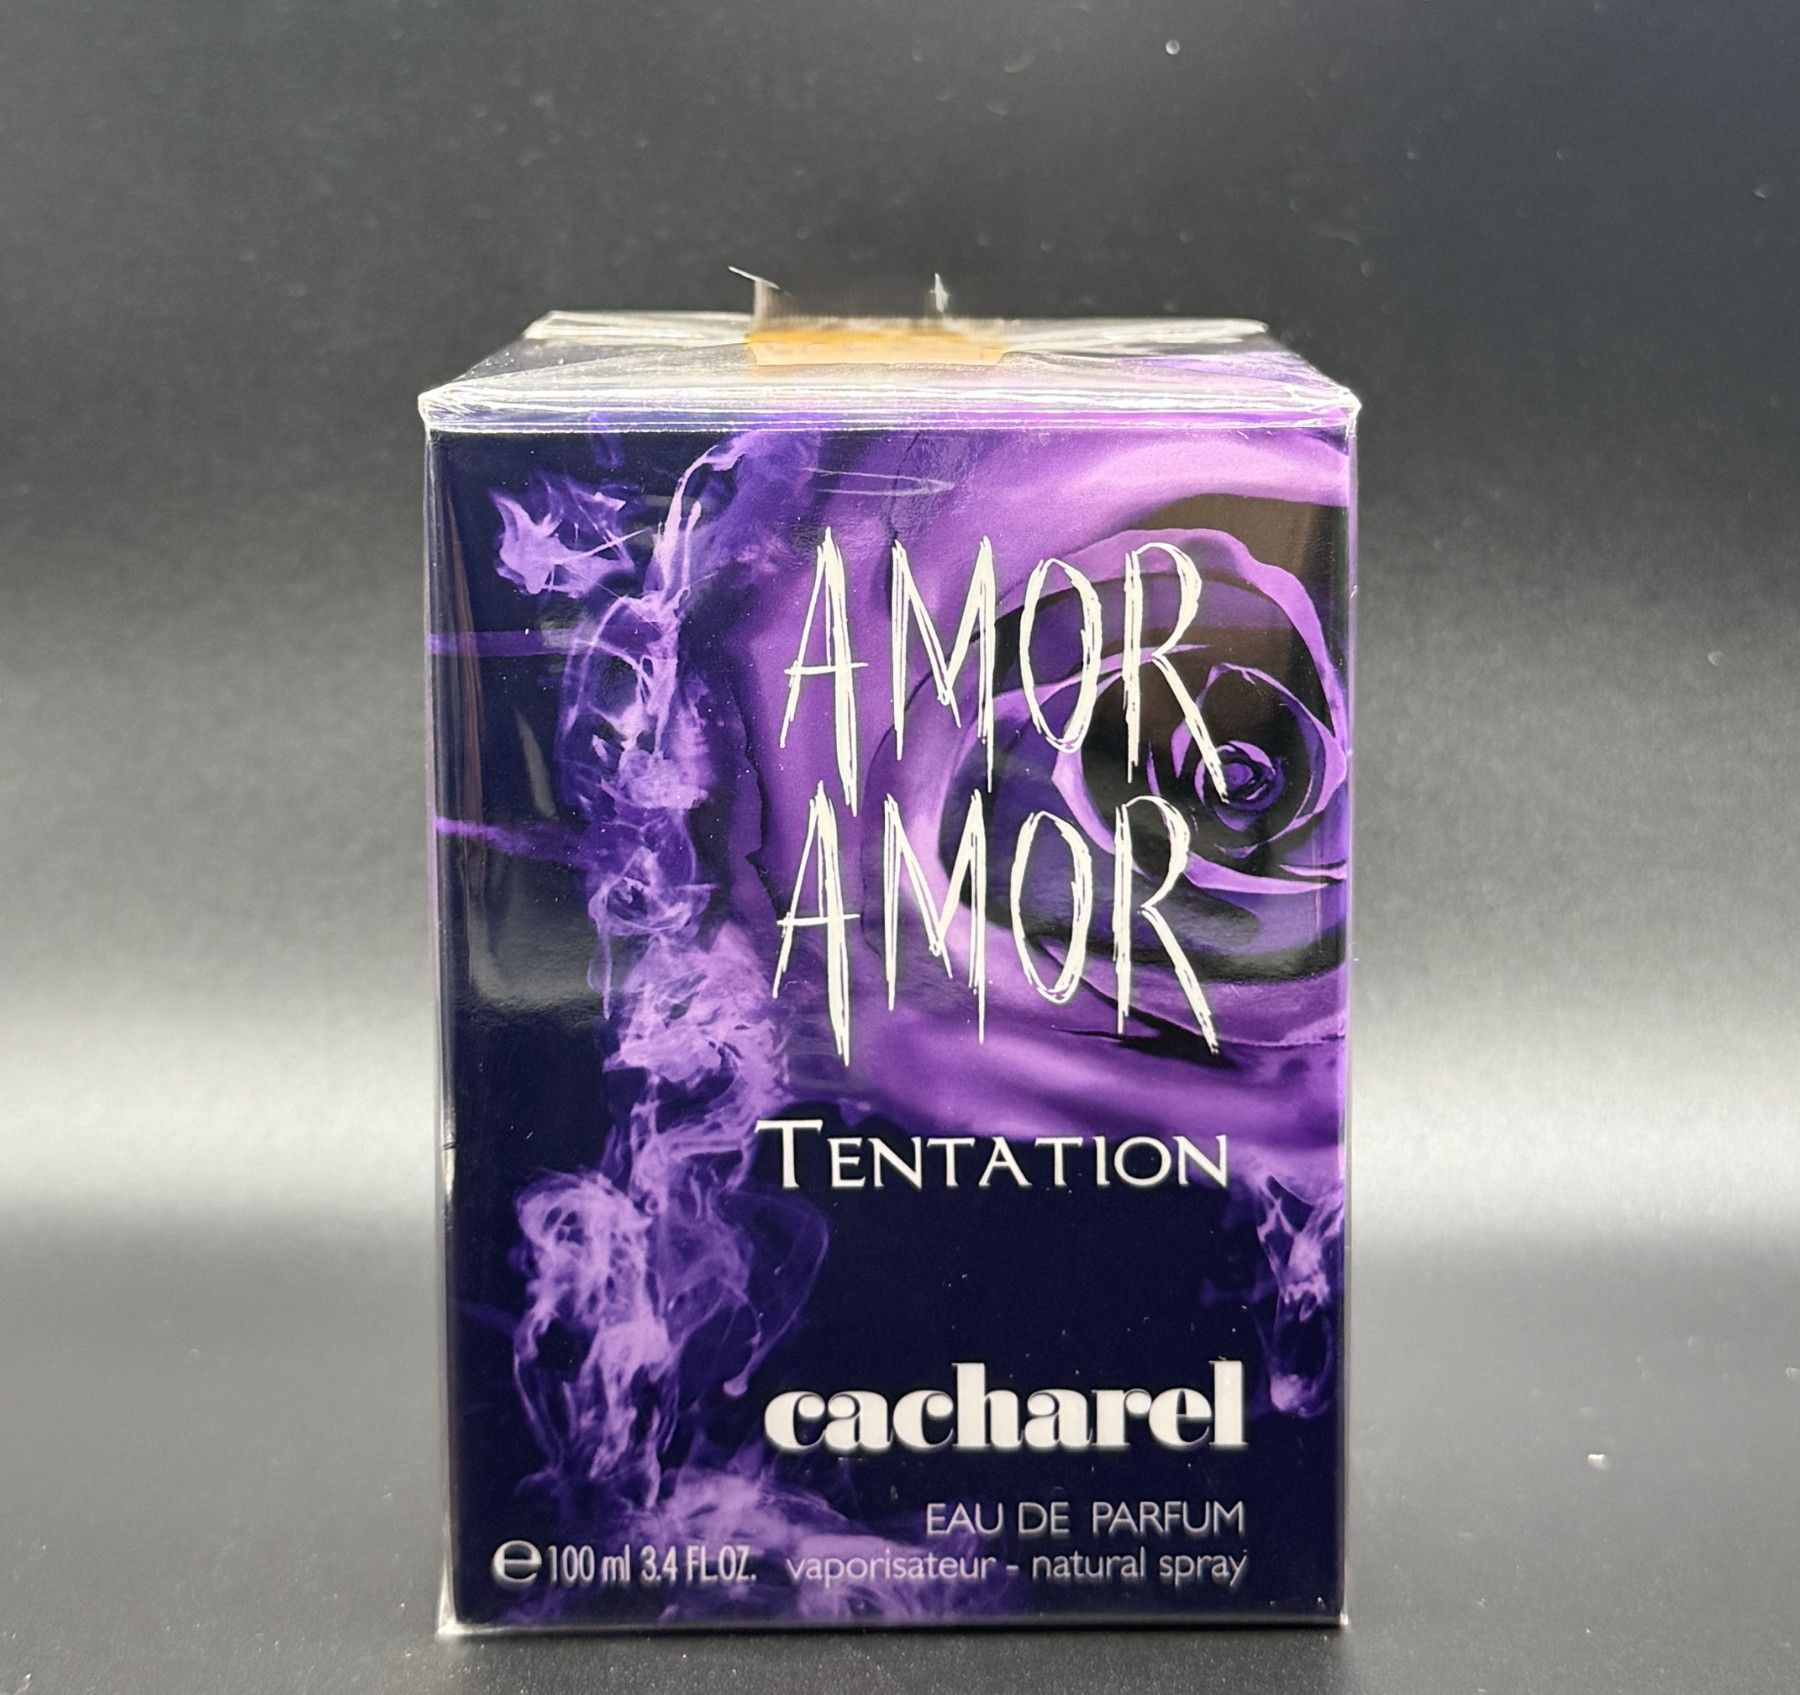 AMOR
AMOR
TENTATION
cacharel
EAU DE PARFUM
℮ 100 ml 3.4 FL.OZ. vaporisateur - natural spray